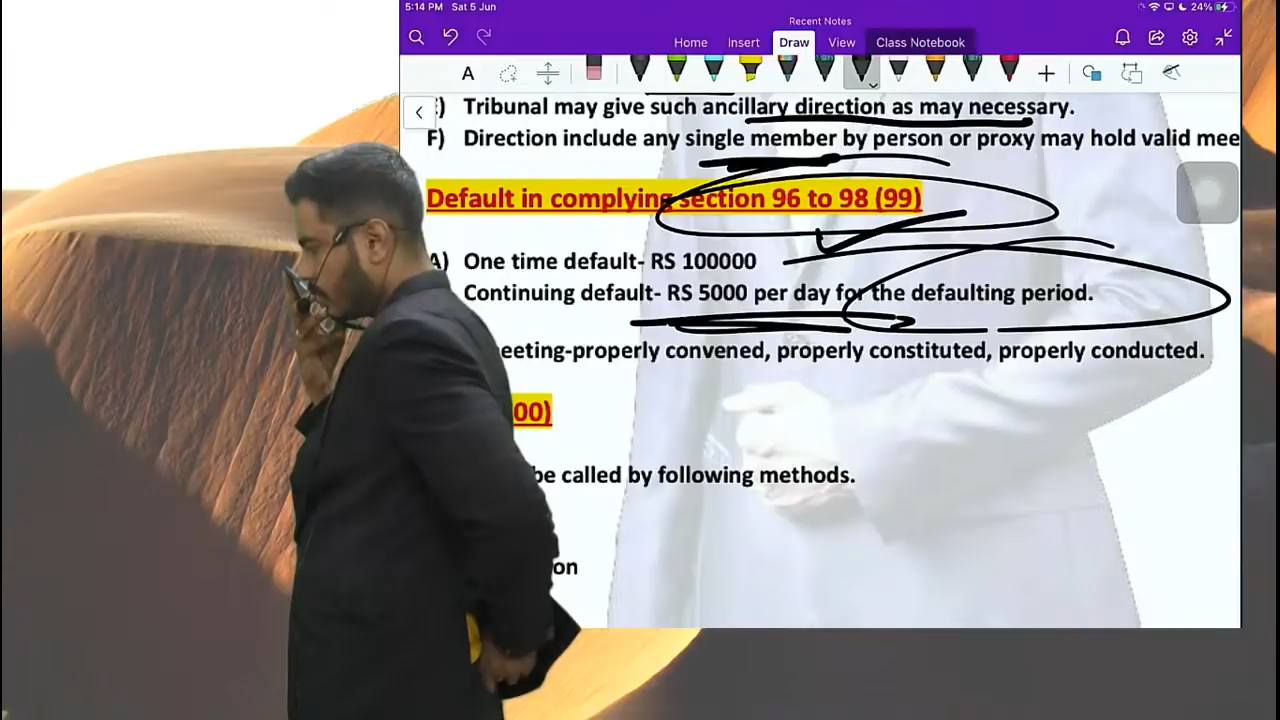 5:14 PM Sat 5 Jun
24%
Recent Notes
Home Insert Draw View Class Notebook
A
) Tribunal may give such ancillary direction as may necessary.
F) Direction include any single member by person or proxy may hold valid mee
Default in complying section 96 to 98 (99)
A) One time default- RS 100000
Continuing default- RS 5000 per day for the defaulting period.
eeting-properly convened, properly constituted, properly conducted.
00)
be called by following methods.
on